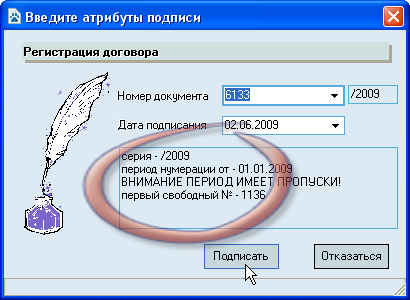 Введите атрибуты подписи
Регистрация договора
Номер документа 6133 /2009
Дата подписания 02.06.2009
серия - /2009
период нумерации от - 01.01.2009
ВНИМАНИЕ ПЕРИОД ИМЕЕТ ПРОПУСКИ!
первый свободный № - 1136
Подписать Отказаться